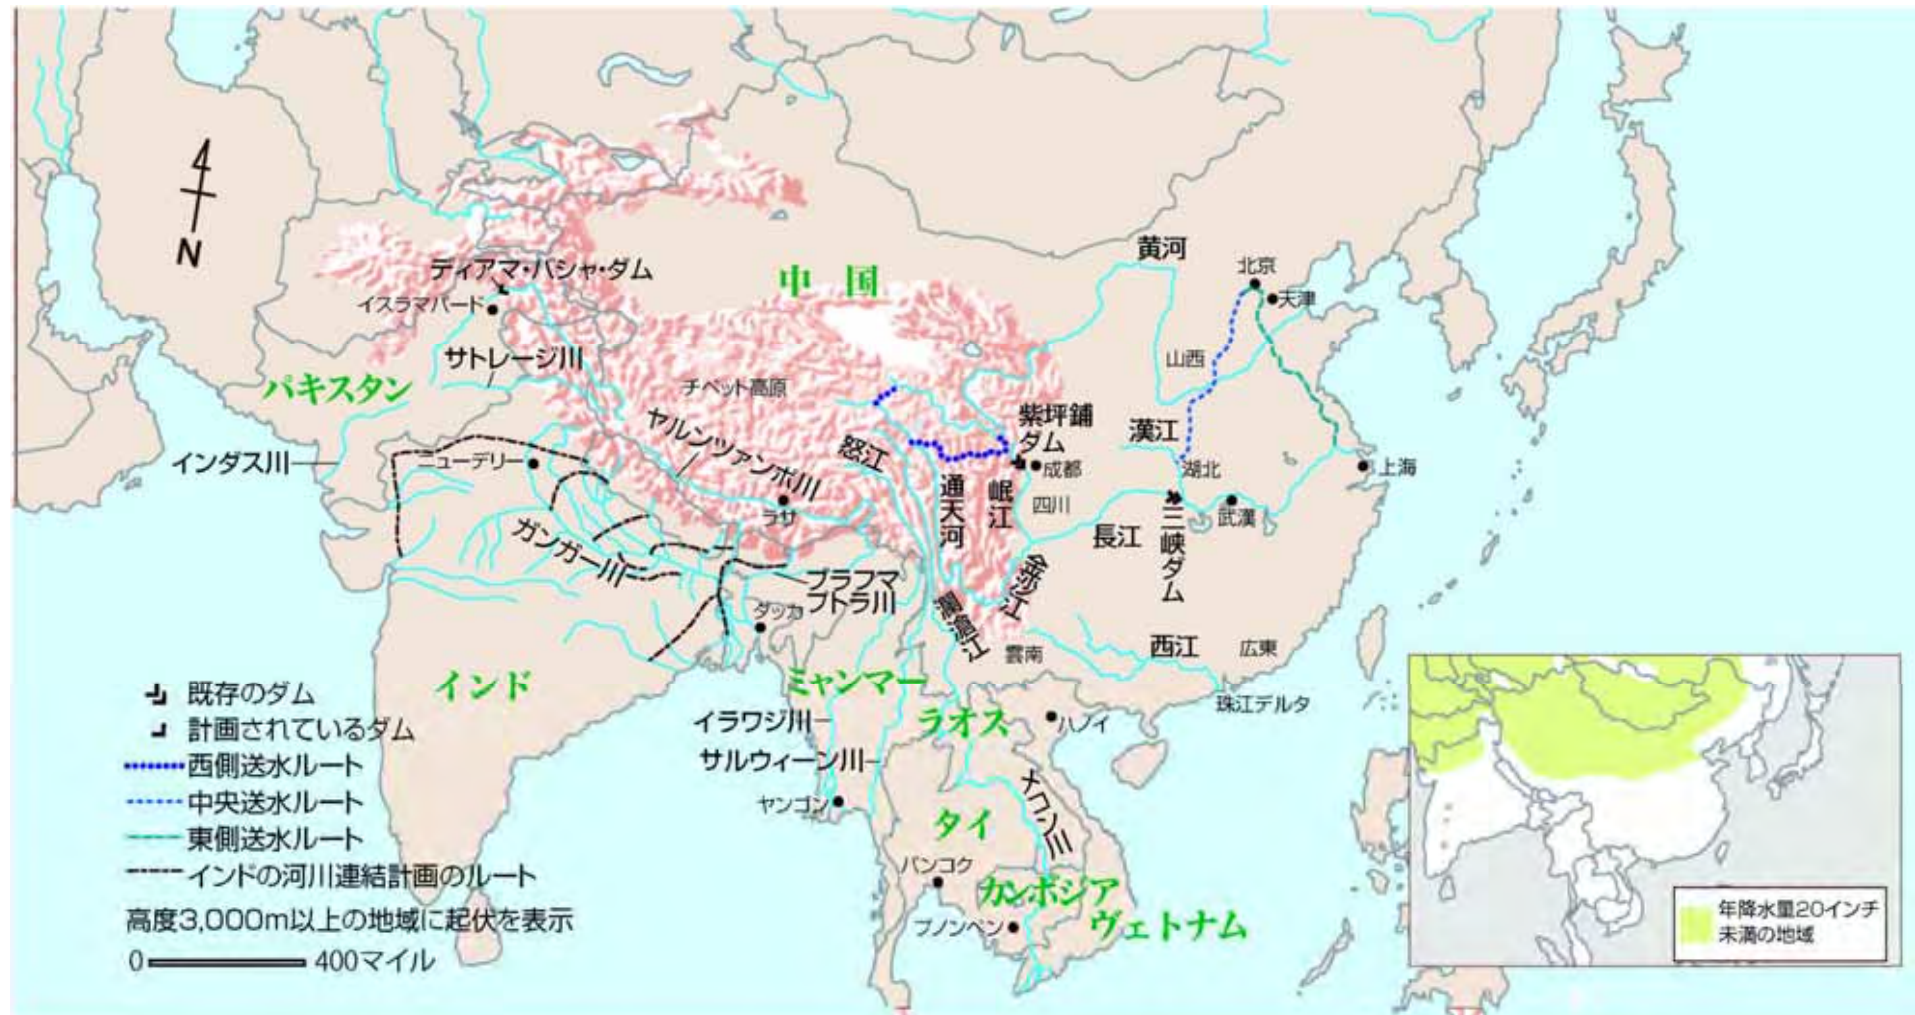 黄河
北京
天津
中 国
ディアマ・バシャ・ダム
イスラマバード
サトレージ川
パキスタン
チベット高原
山西
紫坪鋪
ダム
漢江
ヤルンツァンポ川
怒江
インダス川
ニューデリー
成都
湖北
上海
通天河
岷江
四川
ラサ
長江
三峡ダム
武漢
ガンガー川
ブラフマ
プトラ川
金沙江
ダッカ
瀾滄江
雲南
西江
広東
珠江デルタ
インド
ミャンマー
ラオス
ハノイ
イラワジ川
サルウィーン川
ヤンゴン
メコン川
タイ
バンコク
カンボジア
プノンペン
ヴェトナム
N
既存のダム
計画されているダム
西側送水ルート
中央送水ルート
東側送水ルート
インドの河川連結計画のルート
高度3,000m以上の地域に起伏を表示
0 400マイル
年降水量20インチ
未満の地域